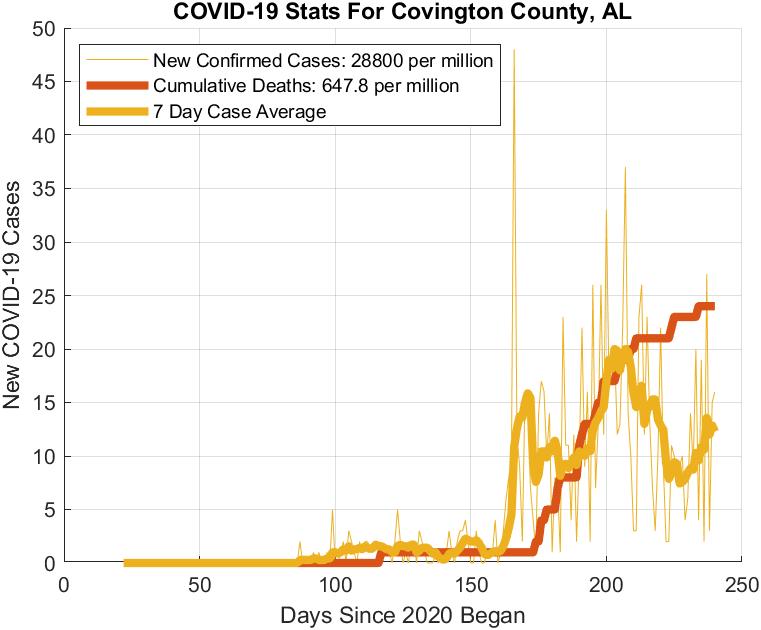 COVID-19 Stats For Covington County, AL
New Confirmed Cases: 28800 per million
Cumulative Deaths: 647.8 per million
7 Day Case Average
New COVID-19 Cases
50
45
40
35
30
25
20
15
10
5
0
0 50 100 150 200 250
Days Since 2020 Began